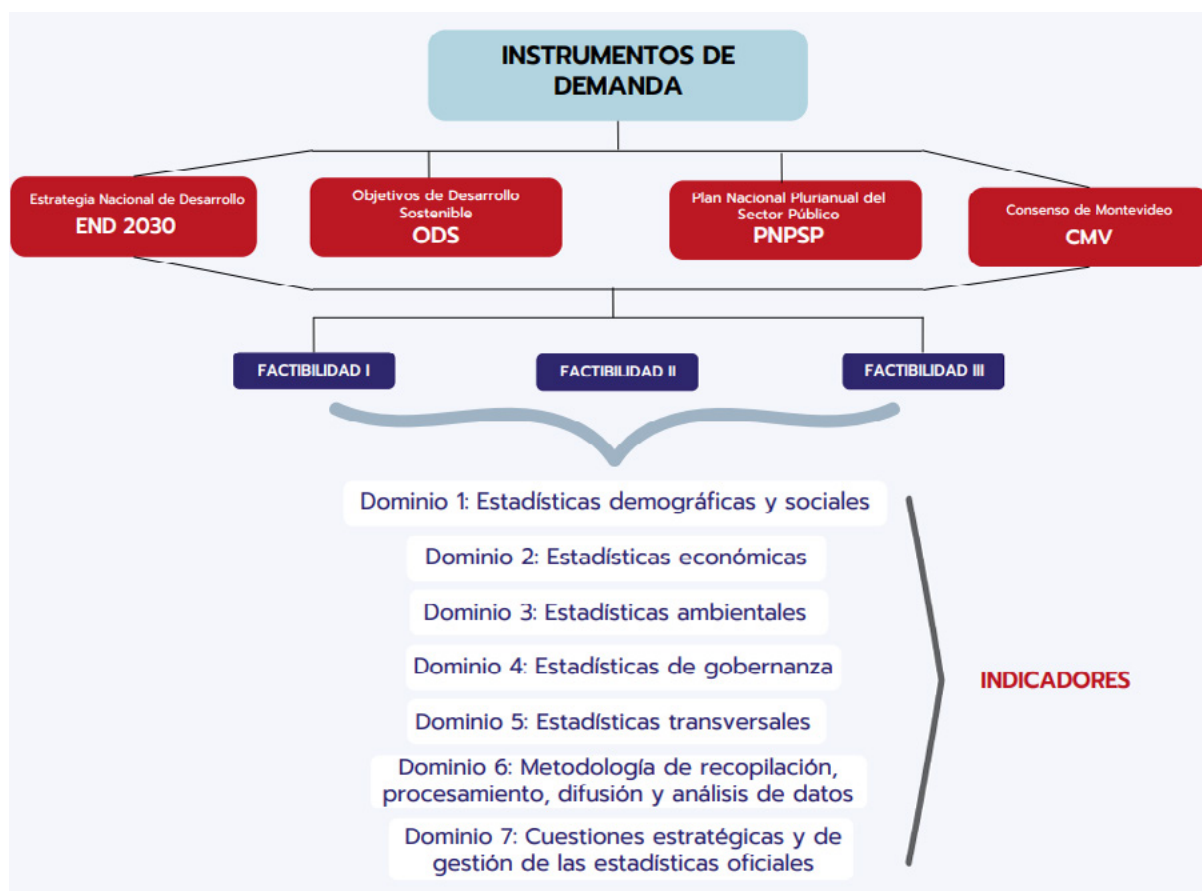 INSTRUMENTOS DE
DEMANDA
Estrategia Nacional de Desarrollo
END 2030
Objetivos de Desarrollo
Sostenible
ODS
Plan Nacional Plurianual del
Sector Público
PNPSP
Consenso de Montevideo
CMV
FACTIBILIDAD I
FACTIBILIDAD II
FACTIBILIDAD III
Dominio 1: Estadísticas demográficas y sociales
Dominio 2: Estadísticas económicas
Dominio 3: Estadísticas ambientales
Dominio 4: Estadísticas de gobernanza
Dominio 5: Estadísticas transversales
Dominio 6: Metodología de recopilación,
procesamiento, difusión y análisis de datos
Dominio 7: Cuestiones estratégicas y de
gestión de las estadísticas oficiales
INDICADORES